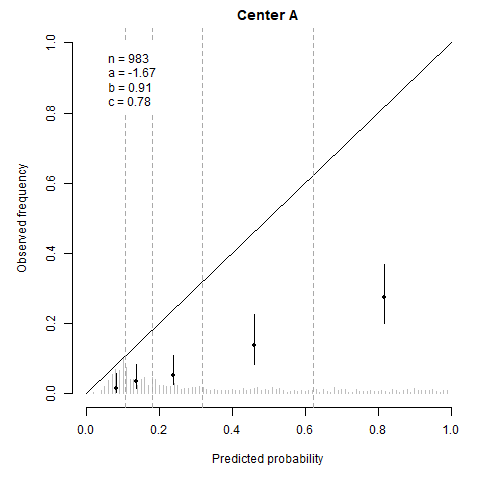 Center A
n = 983
a = -1.67
b = 0.91
c = 0.78
Observed frequency
1.0
0.8
0.6
0.4
0.2
0.0
0.0 0.2 0.4 0.6 0.8 1.0
Predicted probability